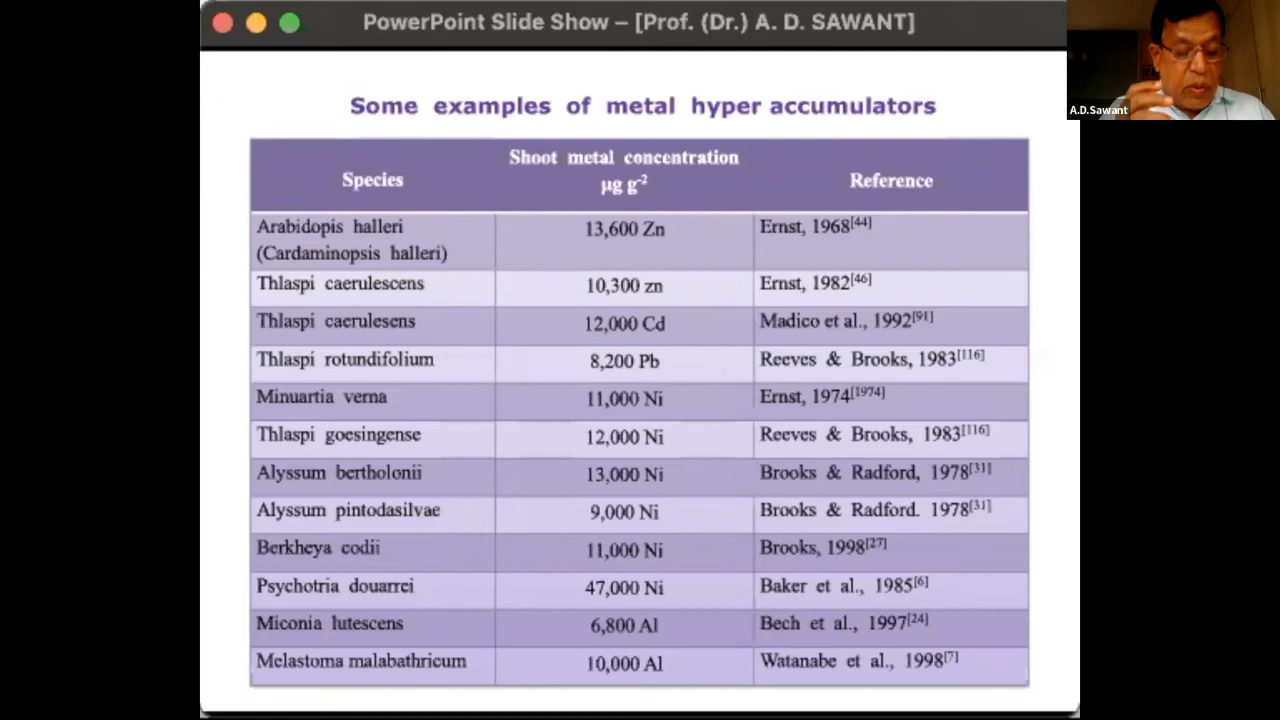 PowerPoint Slide Show – [Prof. (Dr.) A. D. SAWANT]
A.D.Sawant
Some examples of metal hyper accumulators
Species Shoot metal concentration µg g-2 Reference
Arabidopis halleri (Cardaminopsis halleri) 13,600 Zn Ernst, 1968[44]
Thlaspi caerulescens 10,300 zn Ernst, 1982[46]
Thlaspi caerulesens 12,000 Cd Madico et al., 1992[91]
Thlaspi rotundifolium 8,200 Pb Reeves & Brooks, 1983[116]
Minuartia verna 11,000 Ni Ernst, 1974[1974]
Thlaspi goesingense 12,000 Ni Reeves & Brooks, 1983[116]
Alyssum bertholonii 13,000 Ni Brooks & Radford, 1978[31]
Alyssum pintodasilvae 9,000 Ni Brooks & Radford. 1978[31]
Berkheya codii 11,000 Ni Brooks, 1998[27]
Psychotria douarrei 47,000 Ni Baker et al., 1985[6]
Miconia lutescens 6,800 Al Bech et al., 1997[24]
Melastoma malabathricum 10,000 Al Watanabe et al., 1998[7]